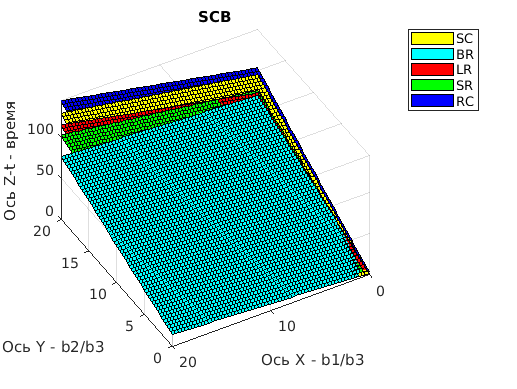 SCB
SC
BR
LR
SR
RC
Ось Z-t - время
100
50
0
20
15
10
5
0
Ось Y - b2/b3
20
10
0
Ось X - b1/b3